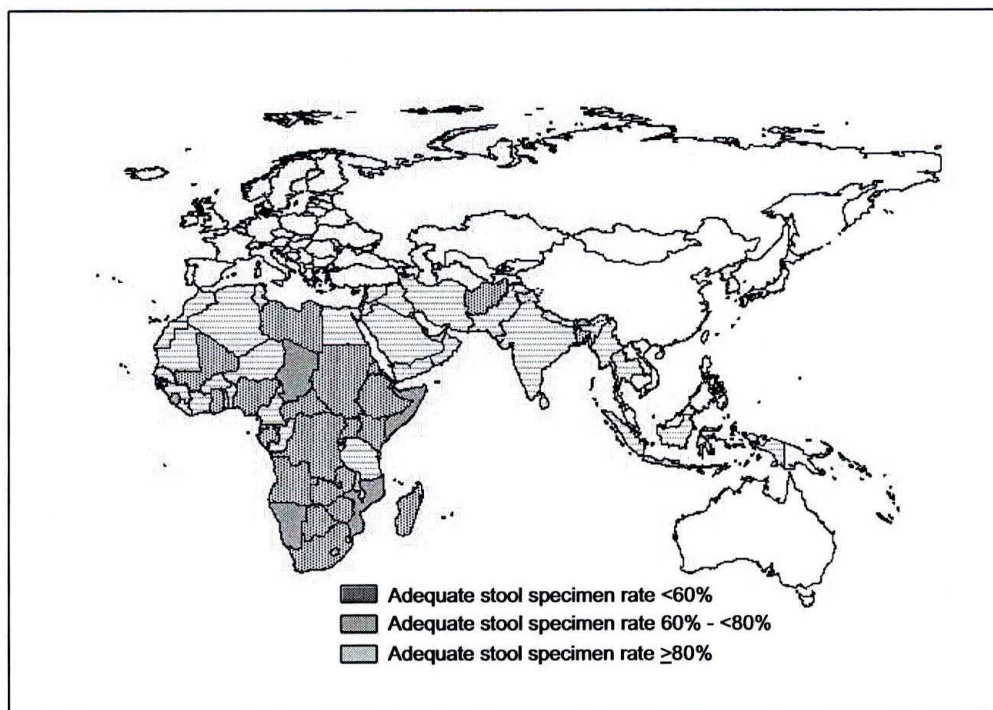 Adequate stool specimen rate <60%
Adequate stool specimen rate 60% - <80%
Adequate stool specimen rate ≥80%